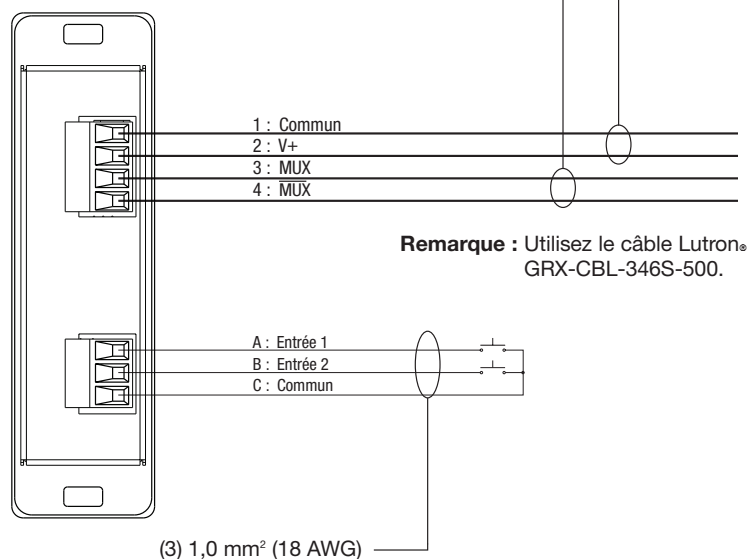 1 : Commun
2 : V+
3 : MUX
4 : M̅U̅X̅
Remarque : Utilisez le câble Lutron®
GRX-CBL-346S-500.
A : Entrée 1
B : Entrée 2
C : Commun
(3) 1,0 mm² (18 AWG)